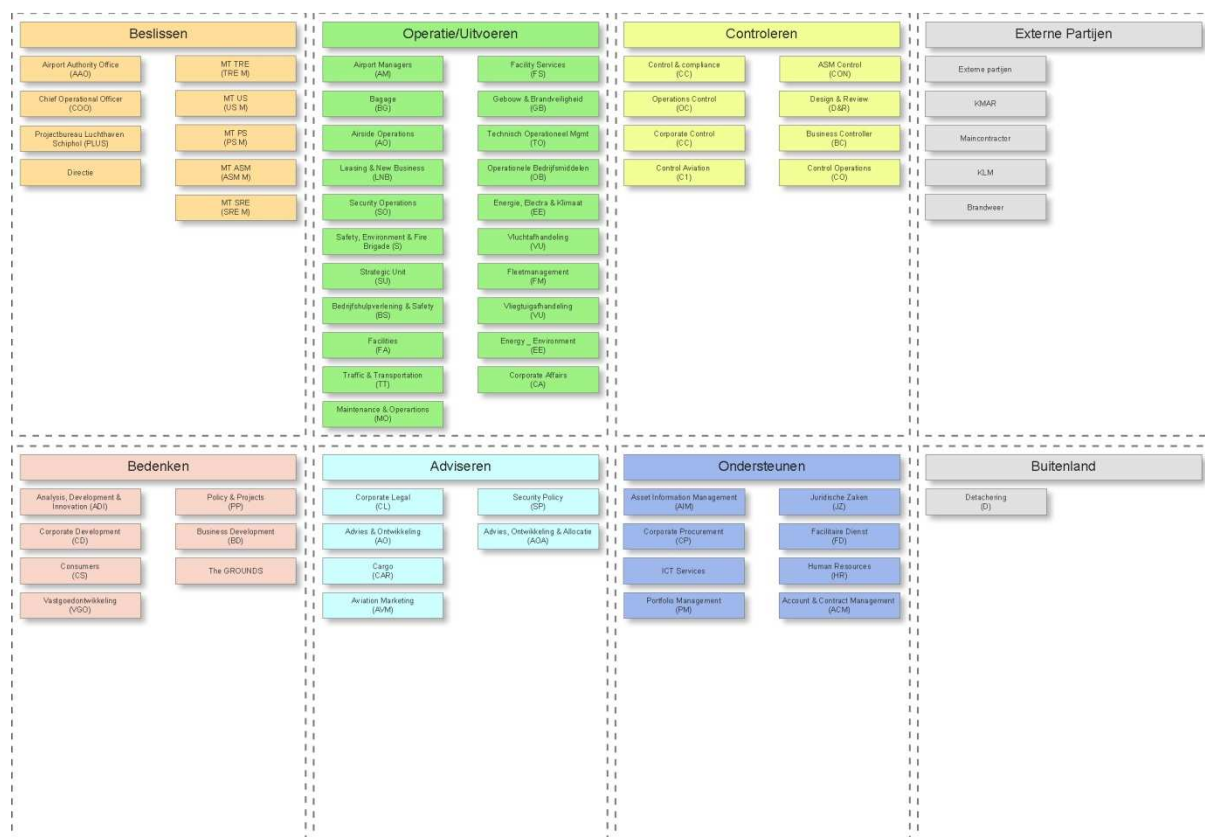 Beslissen
Airport Authority Office
(AAO)
Chief Operational Officer
(COO)
Projectbureau Luchthaven
Schiphol (PLUS)
Directie
MT TRE
(TRE M)
MT US
(US M)
MT PS
(PS M)
MT ASM
(ASM M)
MT SRE
(SRE M)
Operatie/Uitvoeren
Airport Managers
(AM)
Bagage
(BG)
Airside Operations
(AO)
Leasing & New Business
(LNB)
Security Operations
(SO)
Safety, Environment & Fire
Brigade (S)
Strategic Unit
(SU)
Bedrijfshulpverlening & Safety
(BS)
Facilities
(FA)
Traffic & Transportation
(TT)
Maintenance & Operartions
(MO)
Facility Services
(FS)
Gebouw & Brandveiligheid
(GB)
Technisch Operationeel Mgmt
(TO)
Operationele Bedrijfsmiddelen
(OB)
Energie, Electra & Klimaat
(EE)
Vluchtafhandeling
(VU)
Fleetmanagement
(FM)
Vliegtuigafhandeling
(VU)
Energy _ Environment
(EE)
Corporate Affairs
(CA)
Controleren
Control & compliance
(CC)
Operations Control
(OC)
Corporate Control
(CC)
Control Aviation
(C1)
ASM Control
(CON)
Design & Review
(D&R)
Business Controller
(BC)
Control Operations
(CO)
Externe Partijen
Externe partijen
KMAR
Maincontractor
KLM
Brandweer
Bedenken
Analysis, Development &
Innovation (ADI)
Corporate Development
(CD)
Consumers
(CS)
Vastgoedontwikkeling
(VGO)
Policy & Projects
(PP)
Business Development
(BD)
The GROUNDS
Adviseren
Corporate Legal
(CL)
Advies & Ontwikkeling
(AO)
Cargo
(CAR)
Aviation Marketing
(AVM)
Security Policy
(SP)
Advies, Ontwikkeling & Allocatie
(AOA)
Ondersteunen
Asset Information Management
(AIM)
Corporate Procurement
(CP)
ICT Services
Portfolio Management
(PM)
Juridische Zaken
(JZ)
Facilitaire Dienst
(FD)
Human Resources
(HR)
Account & Contract Management
(ACM)
Buitenland
Detachering
(D)